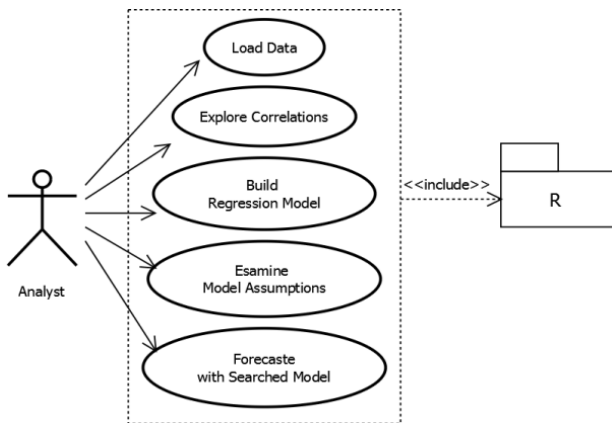 Load Data
Explore Correlations
Build
Regression Model
Esamine
Model Assumptions
Forecaste
with Searched Model
Analyst
<<include>>
R